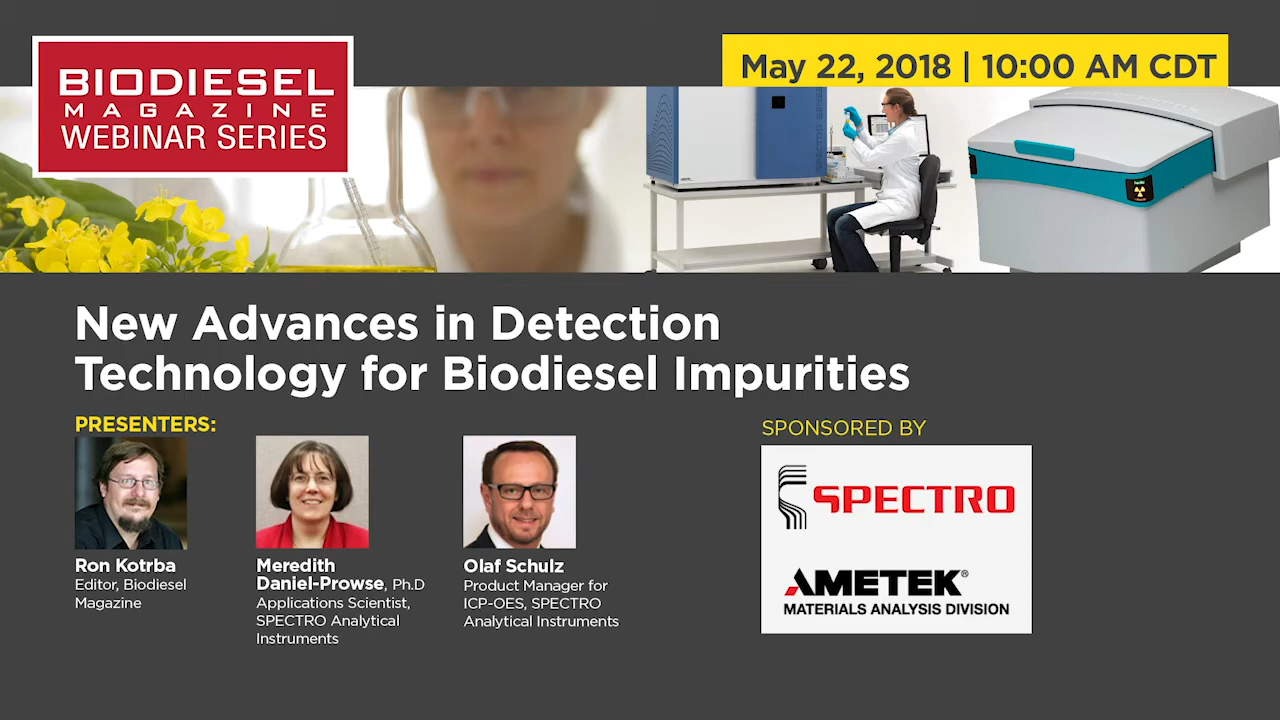 BIODIESEL
MAGAZINE
WEBINAR SERIES
May 22, 2018 | 10:00 AM CDT
New Advances in Detection
Technology for Biodiesel Impurities
PRESENTERS:
Ron Kotrba
Editor, Biodiesel
Magazine
Meredith
Daniel-Prowse, Ph.D
Applications Scientist,
SPECTRO Analytical
Instruments
Olaf Schulz
Product Manager for
ICP-OES, SPECTRO
Analytical Instruments
SPONSORED BY
SPECTRO
AMETEK®
MATERIALS ANALYSIS DIVISION